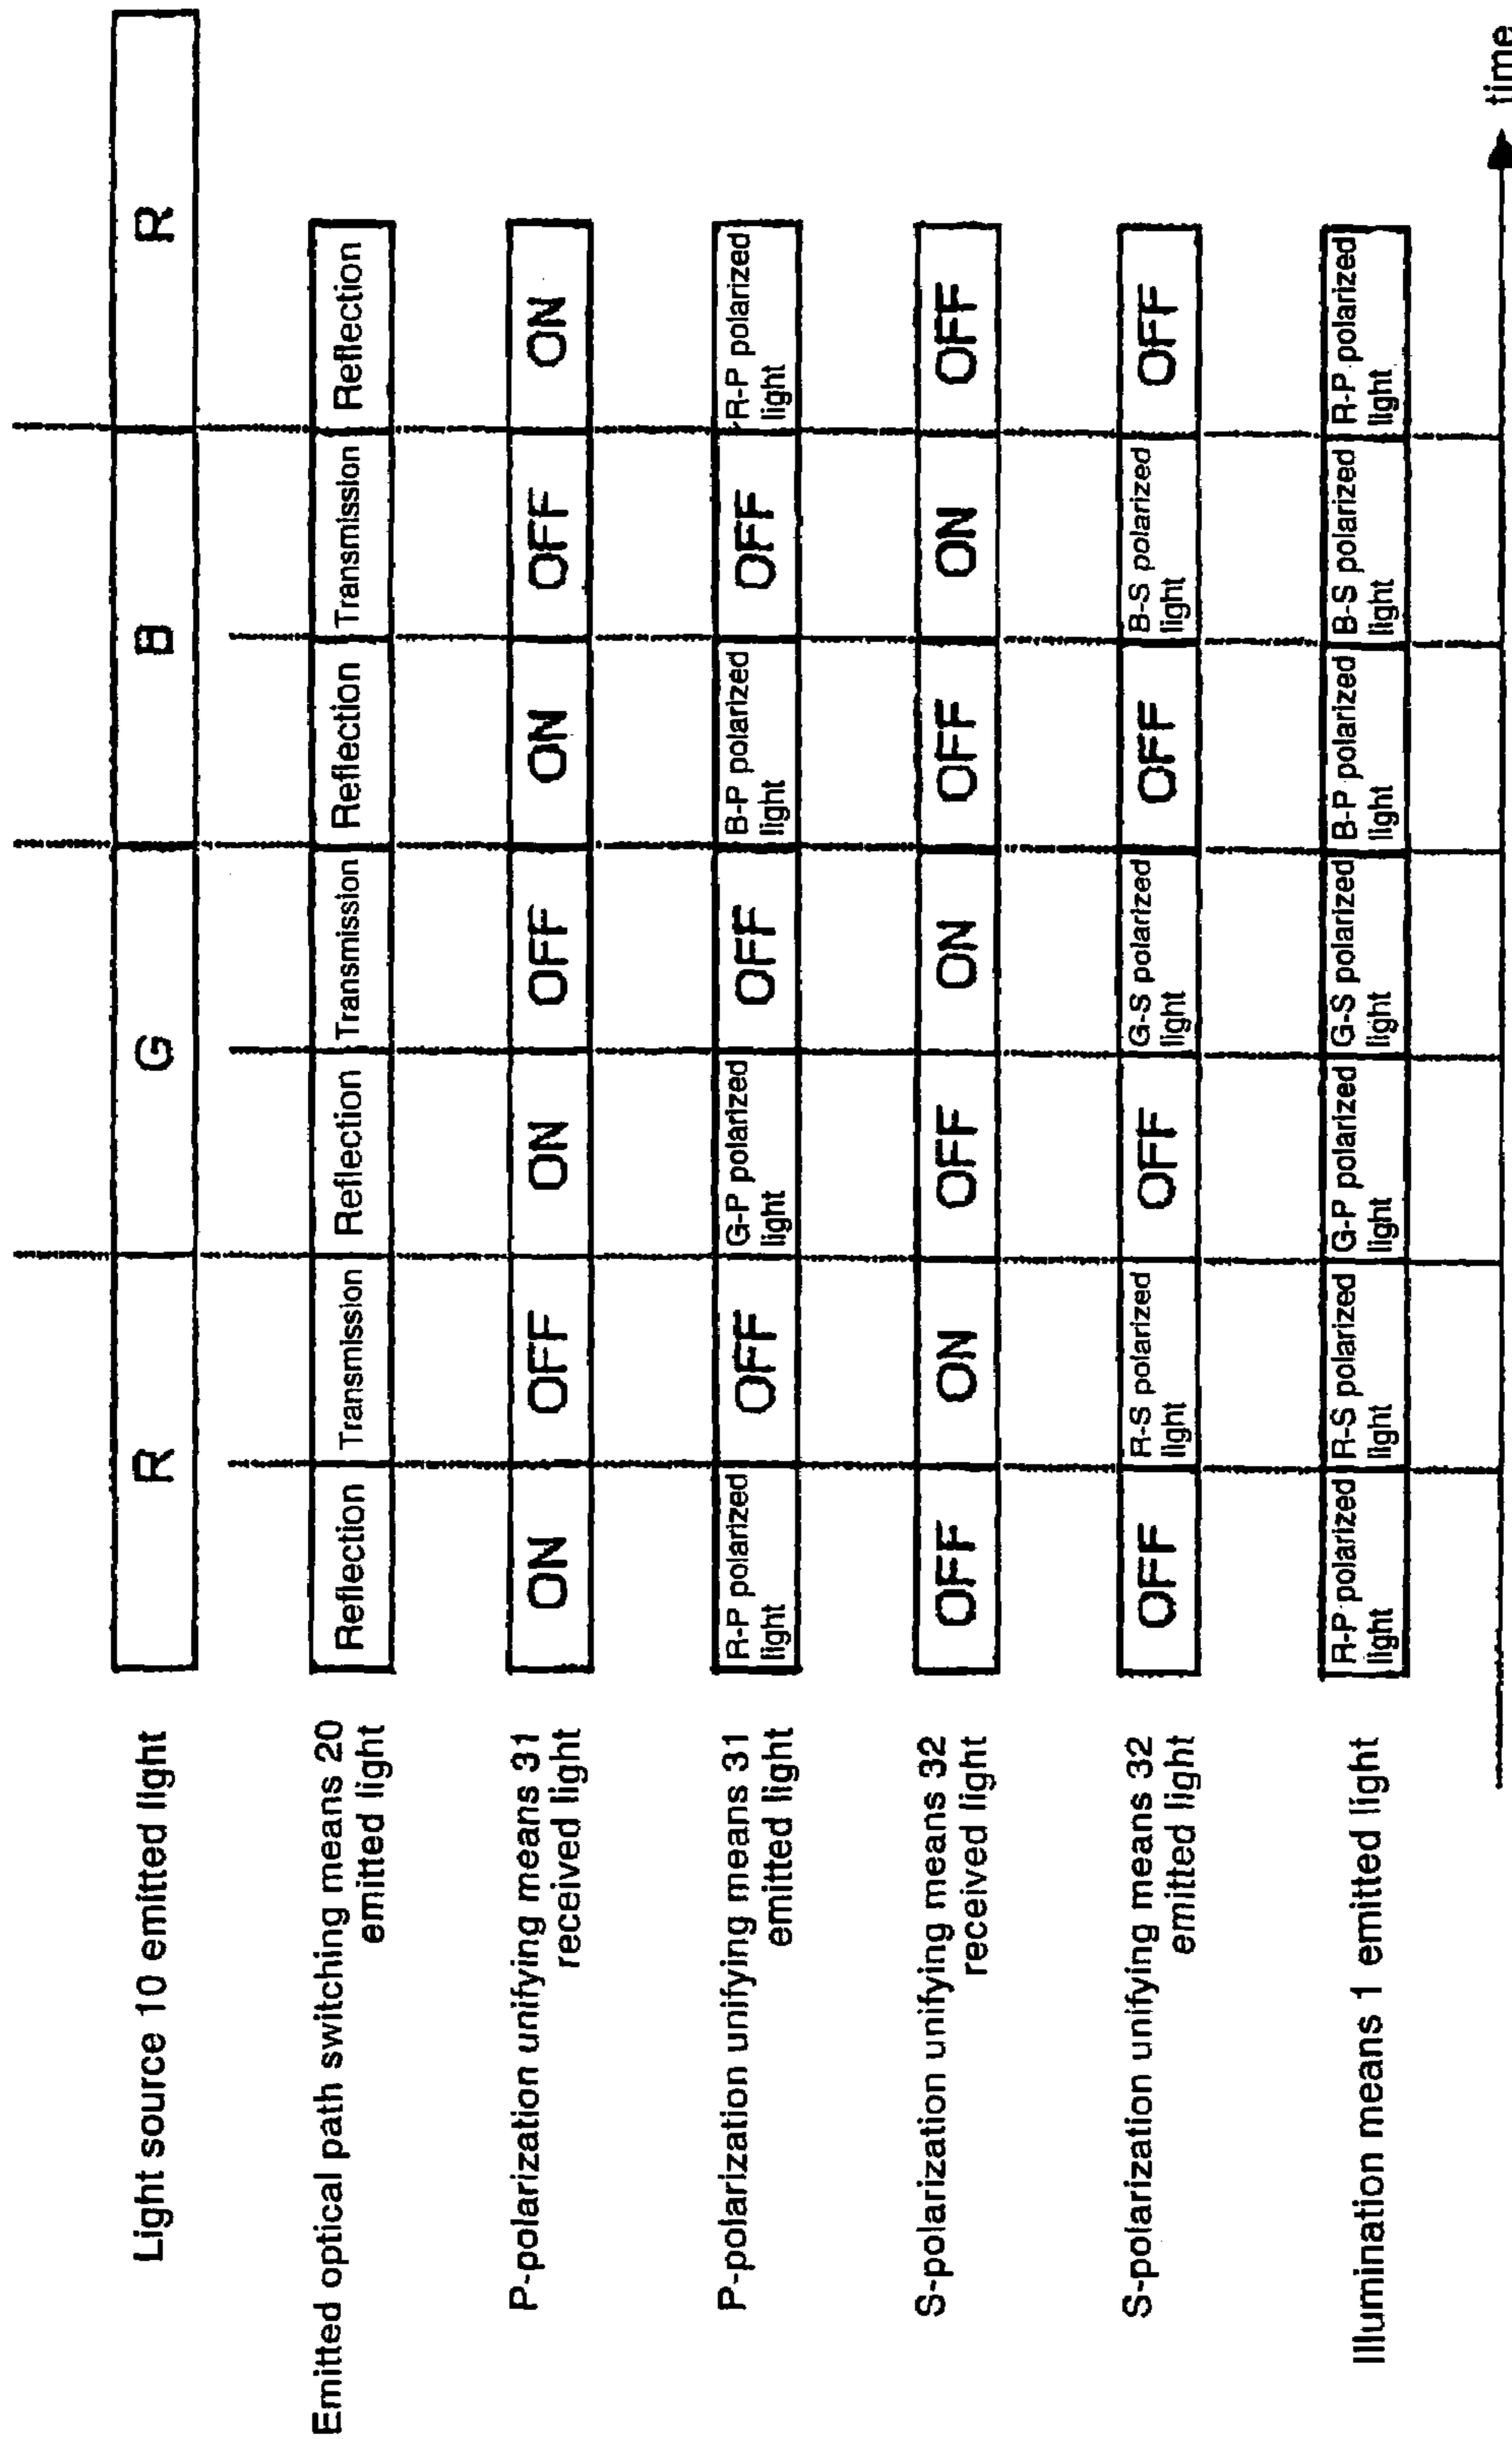 Light source 10 emitted light
R G B R
Emitted optical path switching means 20
emitted light
Reflection Transmission Reflection Transmission Reflection Transmission Reflection
P-polarization unifying means 31
received light
ON OFF ON OFF ON OFF ON
P-polarization unifying means 31
emitted light
R-P polarized
light
OFF
G-P polarized
light
OFF
B-P polarized
light
OFF
R-P polarized
light
S-polarization unifying means 32
received light
OFF ON OFF ON OFF ON OFF
S-polarization unifying means 32
emitted light
OFF
R-S polarized
light
OFF
G-S polarized
light
OFF
B-S polarized
light
OFF
Illumination means 1 emitted light
R-P polarized
light
R-S polarized
light
G-P polarized
light
G-S polarized
light
B-P polarized
light
B-S polarized
light
R-P polarized
light
time